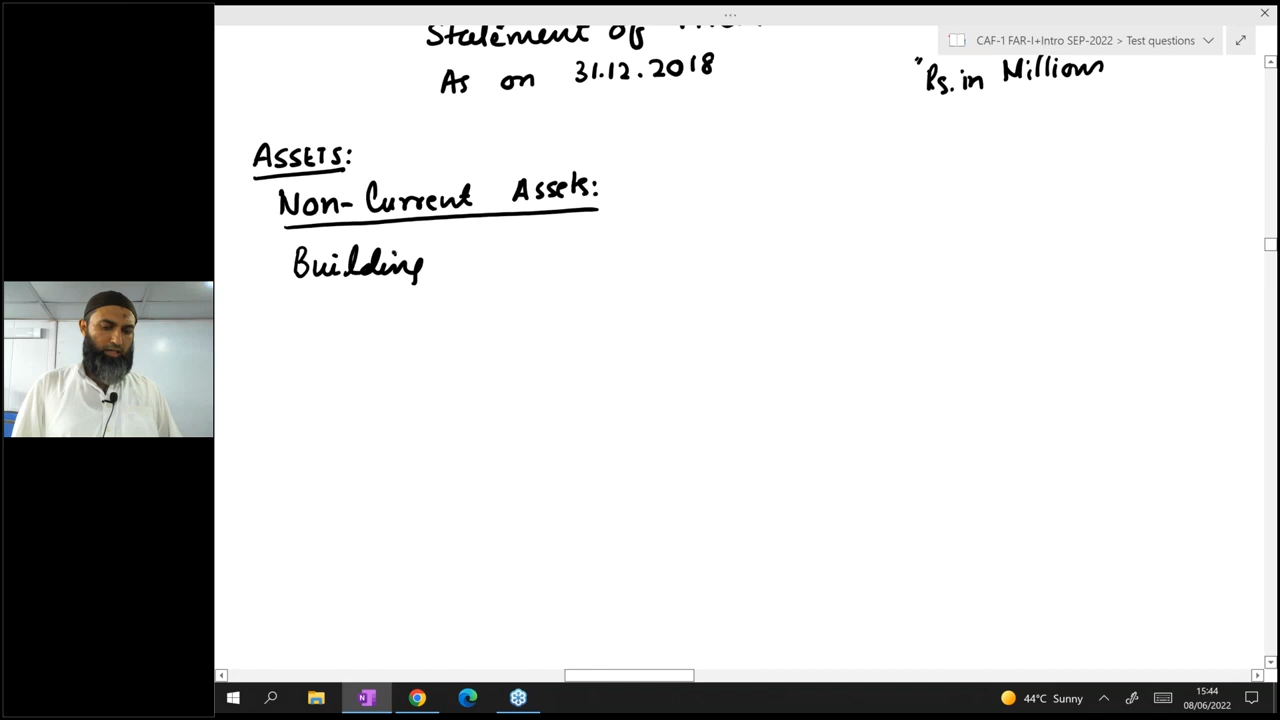 Statement of
CAF-1 FAR-I+Intro SEP-2022 > Test questions
As on 31.12.2018
"Rs. in Million
ASSETS:
Non-Current Assets:
Building
44°C Sunny
15:44
08/06/2022